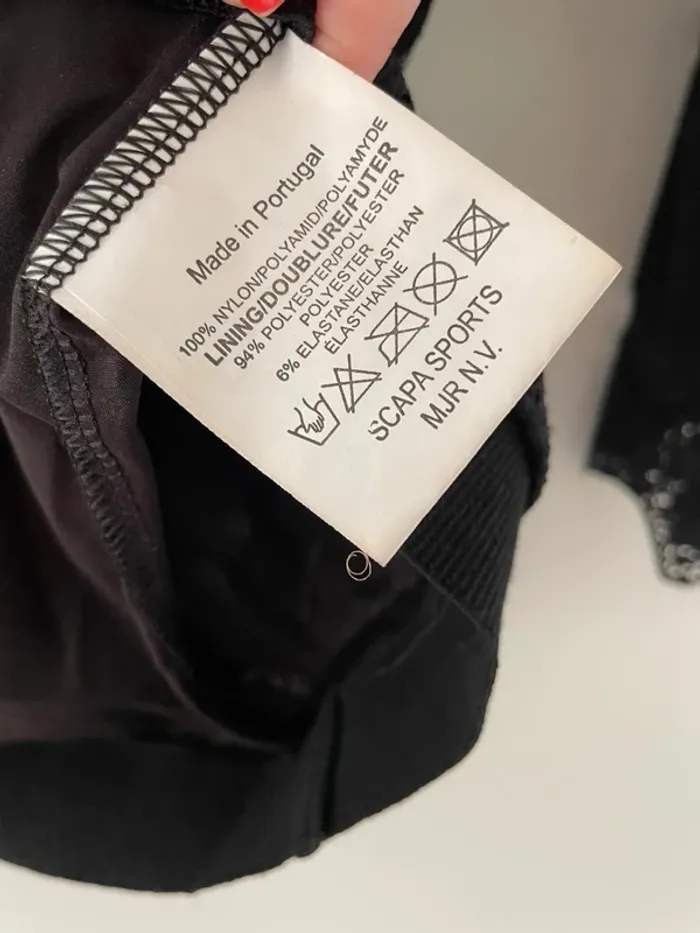 Made in Portugal
100% NYLON/POLYAMID/POLYAMYDE
LINING/DOUBLURE/FUTER
94% POLYESTER/POLYESTER
POLYESTER
6% ELASTANE/ELASTHAN
ÉLASTHANNE
SCAPA SPORTS
MJR N.V.